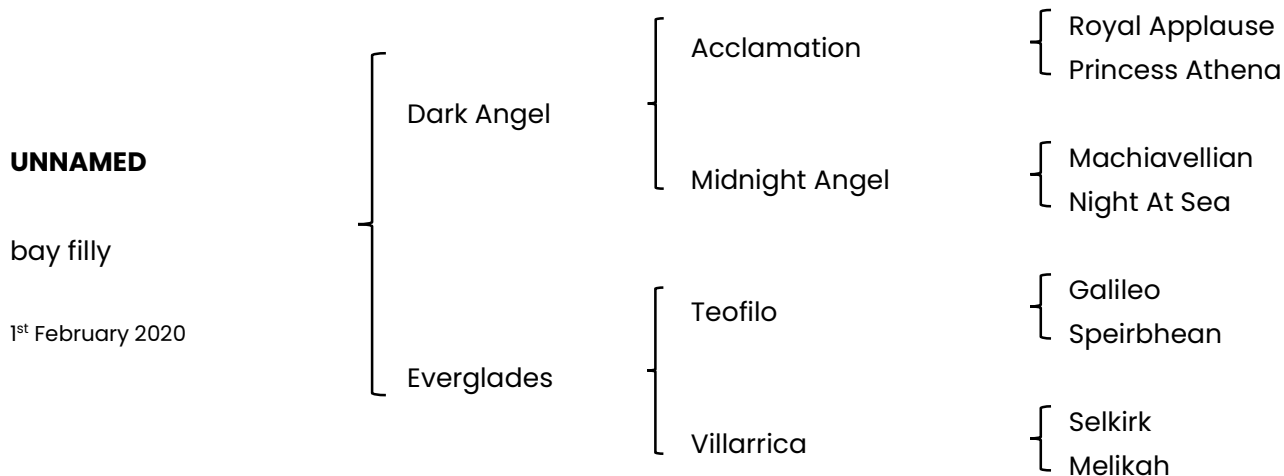 UNNAMED
bay filly
1st February 2020
Dark Angel
Everglades
Acclamation
Midnight Angel
Teofilo
Villarrica
Royal Applause
Princess Athena
Machiavellian
Night At Sea
Galileo
Speirbhean
Selkirk
Melikah